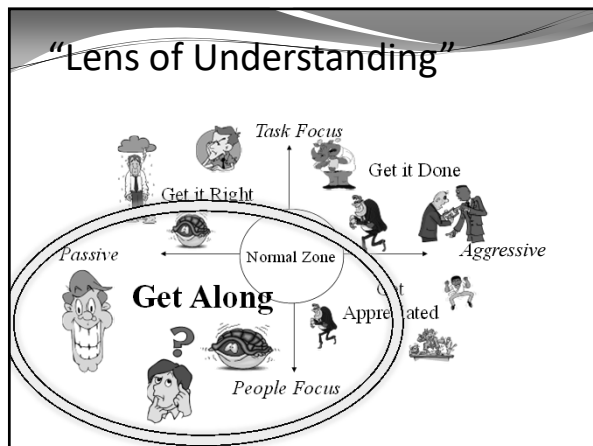 “Lens of Understanding”
Task Focus
Get it Done
Get it Right
Passive
Normal Zone
Aggressive
Get Along
Get
Appreciated
?
People Focus